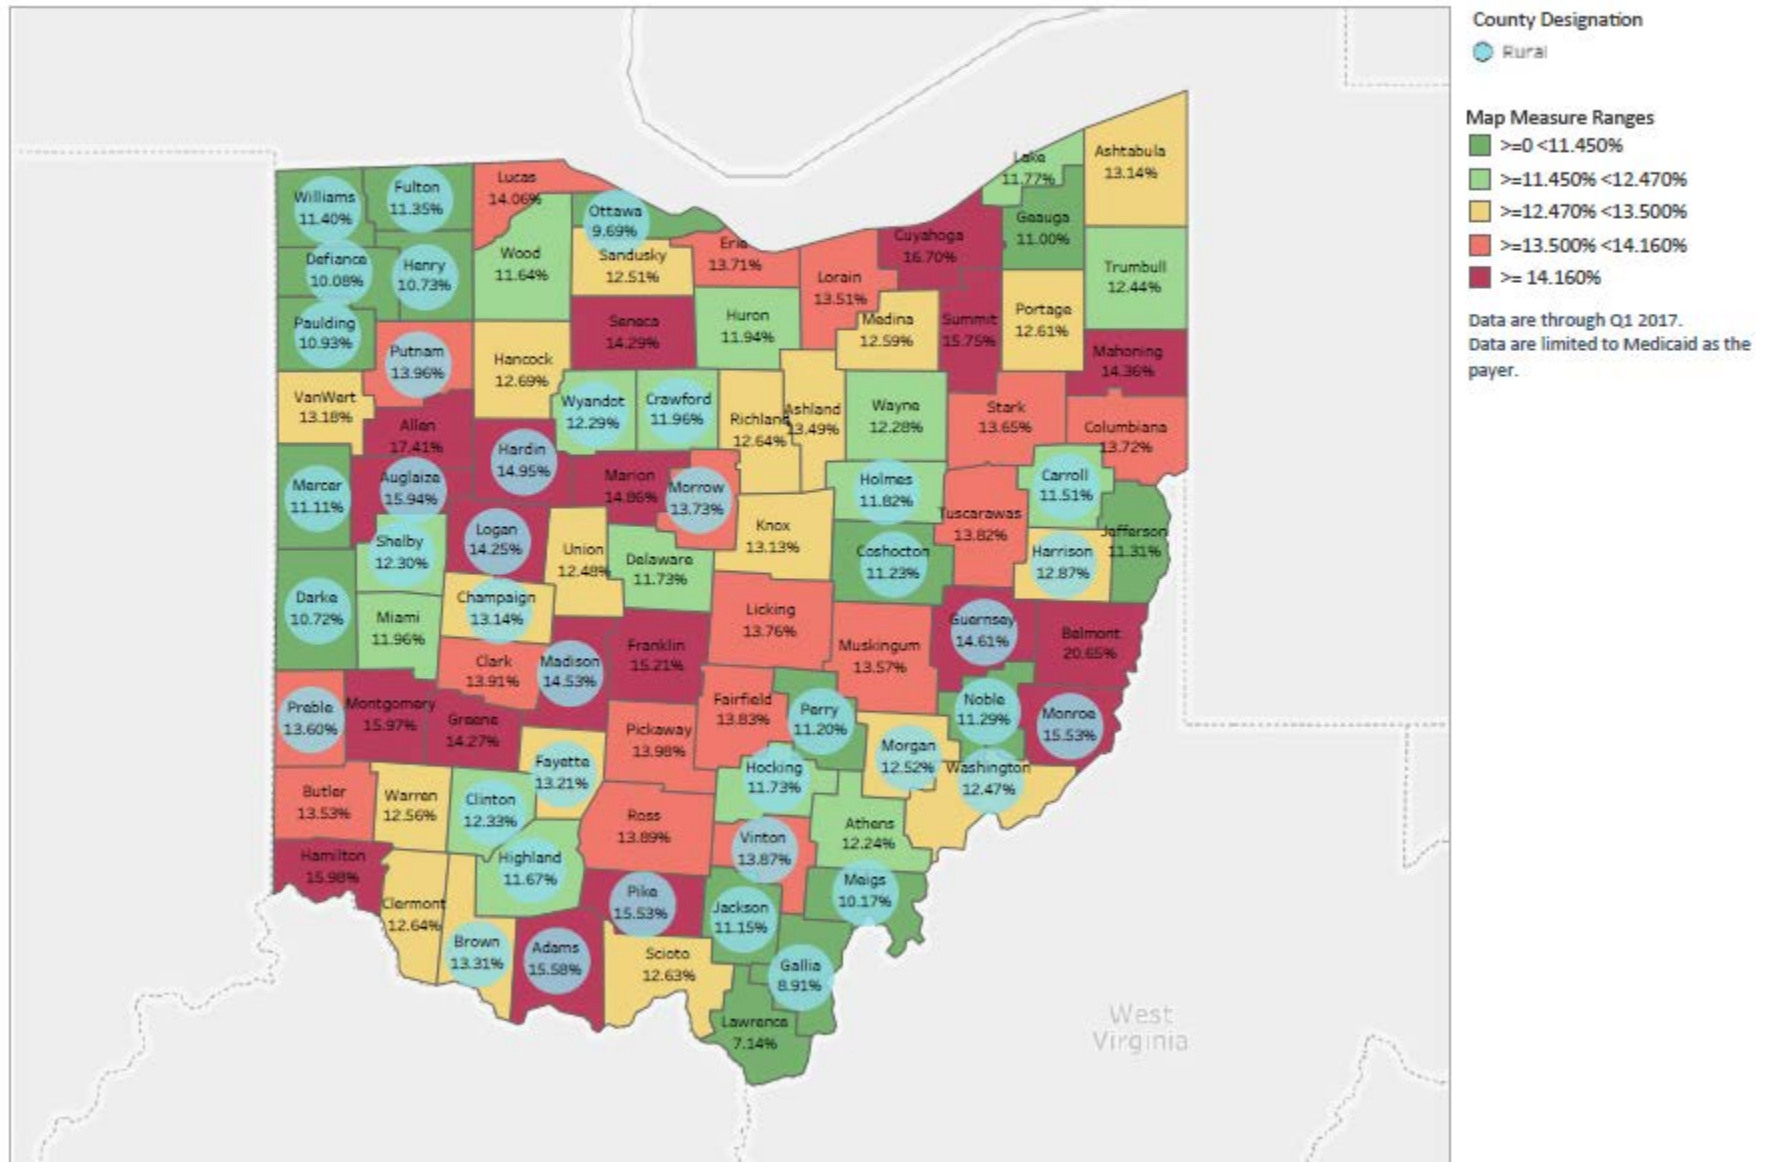 County Designation
Rural
Map Measure Ranges
>=0 <11.450%
>=11.450% <12.470%
>=12.470% <13.500%
>=13.500% <14.160%
>= 14.160%
Data are through Q1 2017.
Data are limited to Medicaid as the
payer.
Williams
11.40%
Fulton
11.35%
Lucas
14.06%
Ottawa
9.69%
Lake
11.77%
Ashtabula
13.14%
Geauga
11.00%
Cuyahoga
16.70%
Defiance
10.08%
Henry
10.73%
Wood
11.64%
Sandusky
12.51%
Erie
13.71%
Lorain
13.51%
Trumbull
12.44%
Paulding
10.93%
Putnam
13.96%
Hancock
12.69%
Seneca
14.29%
Huron
11.94%
Medina
12.59%
Summit
15.75%
Portage
12.61%
Mahoning
14.36%
VanWert
13.18%
Allen
17.41%
Wyandot
12.29%
Crawford
11.96%
Richland
12.64%
Ashland
13.49%
Wayne
12.28%
Stark
13.65%
Columbiana
13.72%
Mercer
11.11%
Auglaize
15.94%
Hardin
14.95%
Marion
14.86%
Morrow
13.73%
Holmes
11.82%
Carroll
11.51%
Shelby
12.30%
Logan
14.25%
Union
12.48%
Delaware
11.73%
Knox
13.13%
Coshocton
11.23%
Tuscarawas
13.82%
Harrison
12.87%
Jefferson
11.31%
Darke
10.72%
Miami
11.96%
Champaign
13.14%
Licking
13.76%
Muskingum
13.57%
Guernsey
14.61%
Belmont
20.65%
Clark
13.91%
Madison
14.53%
Franklin
15.21%
Preble
13.60%
Montgomery
15.97%
Greene
14.27%
Pickaway
13.98%
Fairfield
13.83%
Perry
11.20%
Noble
11.29%
Monroe
15.53%
Fayette
13.21%
Hocking
11.73%
Morgan
12.52%
Washington
12.47%
Butler
13.53%
Warren
12.56%
Clinton
12.33%
Ross
13.89%
Vinton
13.87%
Athens
12.24%
Hamilton
15.98%
Highland
11.67%
Clermont
12.64%
Pike
15.53%
Jackson
11.15%
Meigs
10.17%
Brown
13.31%
Adams
15.58%
Scioto
12.63%
Gallia
8.91%
Lawrence
7.14%
West
Virginia